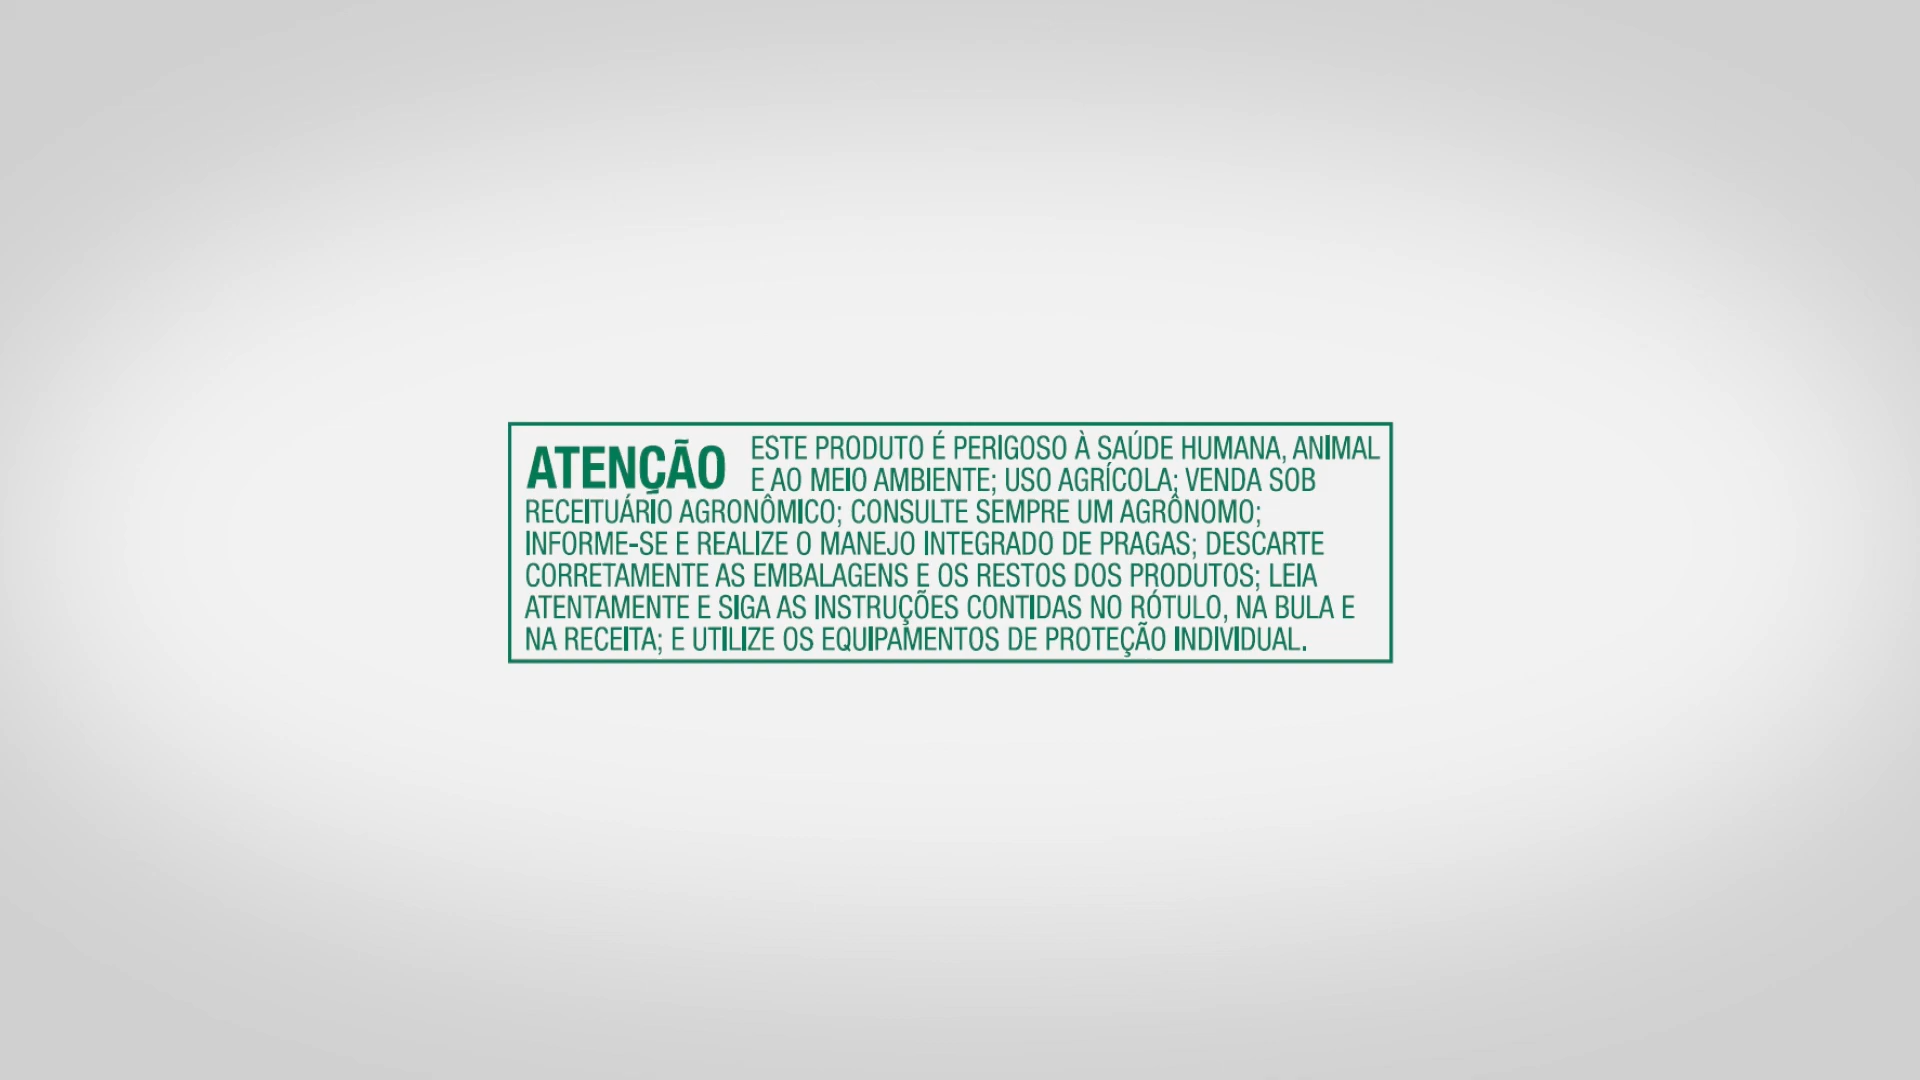 ATENÇÃO ESTE PRODUTO É PERIGOSO À SAÚDE HUMANA, ANIMAL
E AO MEIO AMBIENTE; USO AGRÍCOLA; VENDA SOB
RECEITUÁRIO AGRONÔMICO; CONSULTE SEMPRE UM AGRÔNOMO;
INFORME-SE E REALIZE O MANEJO INTEGRADO DE PRAGAS; DESCARTE
CORRETAMENTE AS EMBALAGENS E OS RESTOS DOS PRODUTOS; LEIA
ATENTAMENTE E SIGA AS INSTRUÇÕES CONTIDAS NO RÓTULO, NA BULA E
NA RECEITA; E UTILIZE OS EQUIPAMENTOS DE PROTEÇÃO INDIVIDUAL.